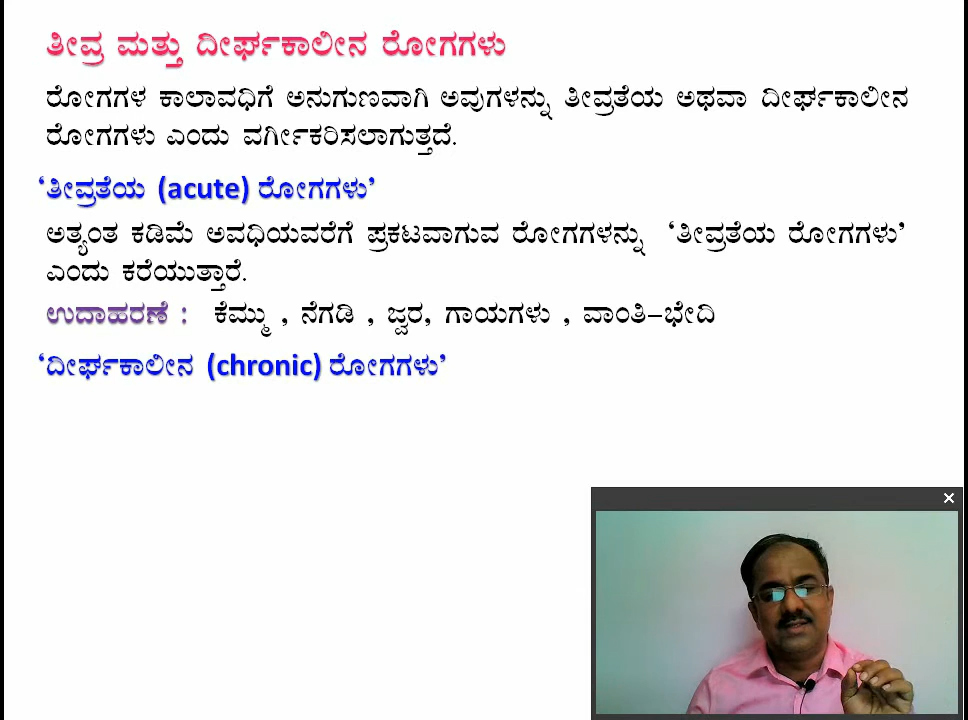 ತೀವ್ರ ಮತ್ತು ದೀರ್ಘಕಾಲೀನ ರೋಗಗಳು
ರೋಗಗಳ ಕಾಲಾವಧಿಗೆ ಅನುಗುಣವಾಗಿ ಅವುಗಳನ್ನು ತೀವ್ರತೆಯ ಅಥವಾ ದೀರ್ಘಕಾಲೀನ
ರೋಗಗಳು ಎಂದು ವರ್ಗೀಕರಿಸಲಾಗುತ್ತದೆ.
‘ತೀವ್ರತೆಯ (acute) ರೋಗಗಳು’
ಅತ್ಯಂತ ಕಡಿಮೆ ಅವಧಿಯವರೆಗೆ ಪ್ರಕಟವಾಗುವ ರೋಗಗಳನ್ನು ‘ತೀವ್ರತೆಯ ರೋಗಗಳು’
ಎಂದು ಕರೆಯುತ್ತಾರೆ.
ಉದಾಹರಣೆ : ಕೆಮ್ಮು , ನೆಗಡಿ , ಜ್ವರ, ಗಾಯಗಳು , ವಾಂತಿ–ಭೇದಿ
‘ದೀರ್ಘಕಾಲೀನ (chronic) ರೋಗಗಳು’